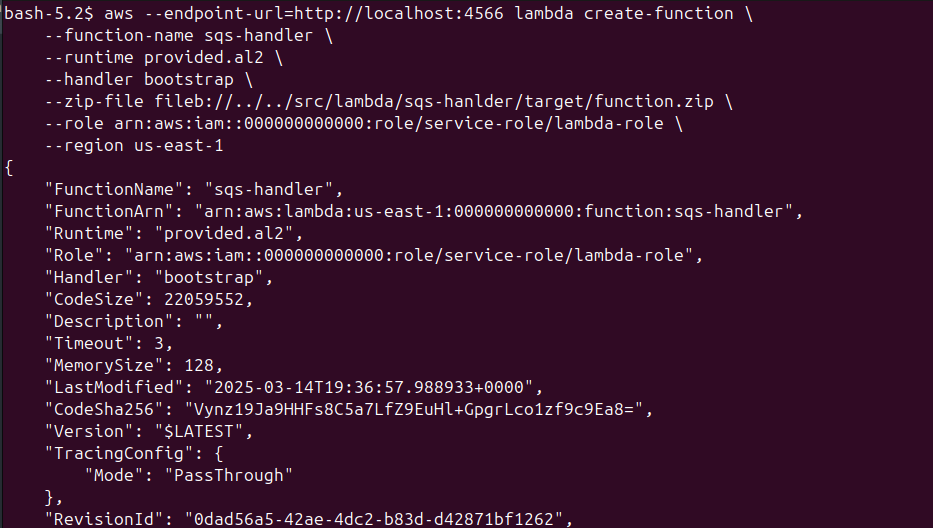 bash-5.2$ aws --endpoint-url=http://localhost:4566 lambda create-function \
    --function-name sqs-handler \
    --runtime provided.al2 \
    --handler bootstrap \
    --zip-file fileb://../../src/lambda/sqs-hanlder/target/function.zip \
    --role arn:aws:iam::000000000000:role/service-role/lambda-role \
    --region us-east-1
{
    "FunctionName": "sqs-handler",
    "FunctionArn": "arn:aws:lambda:us-east-1:000000000000:function:sqs-handler",
    "Runtime": "provided.al2",
    "Role": "arn:aws:iam::000000000000:role/service-role/lambda-role",
    "Handler": "bootstrap",
    "CodeSize": 22059552,
    "Description": "",
    "Timeout": 3,
    "MemorySize": 128,
    "LastModified": "2025-03-14T19:36:57.988933+0000",
    "CodeSha256": "Vynz19Ja9HHFs8C5a7LfZ9EuHl+GpgrLco1zf9c9Ea8=",
    "Version": "$LATEST",
    "TracingConfig": {
        "Mode": "PassThrough"
    },
    "RevisionId": "0dad56a5-42ae-4dc2-b83d-d42871bf1262",